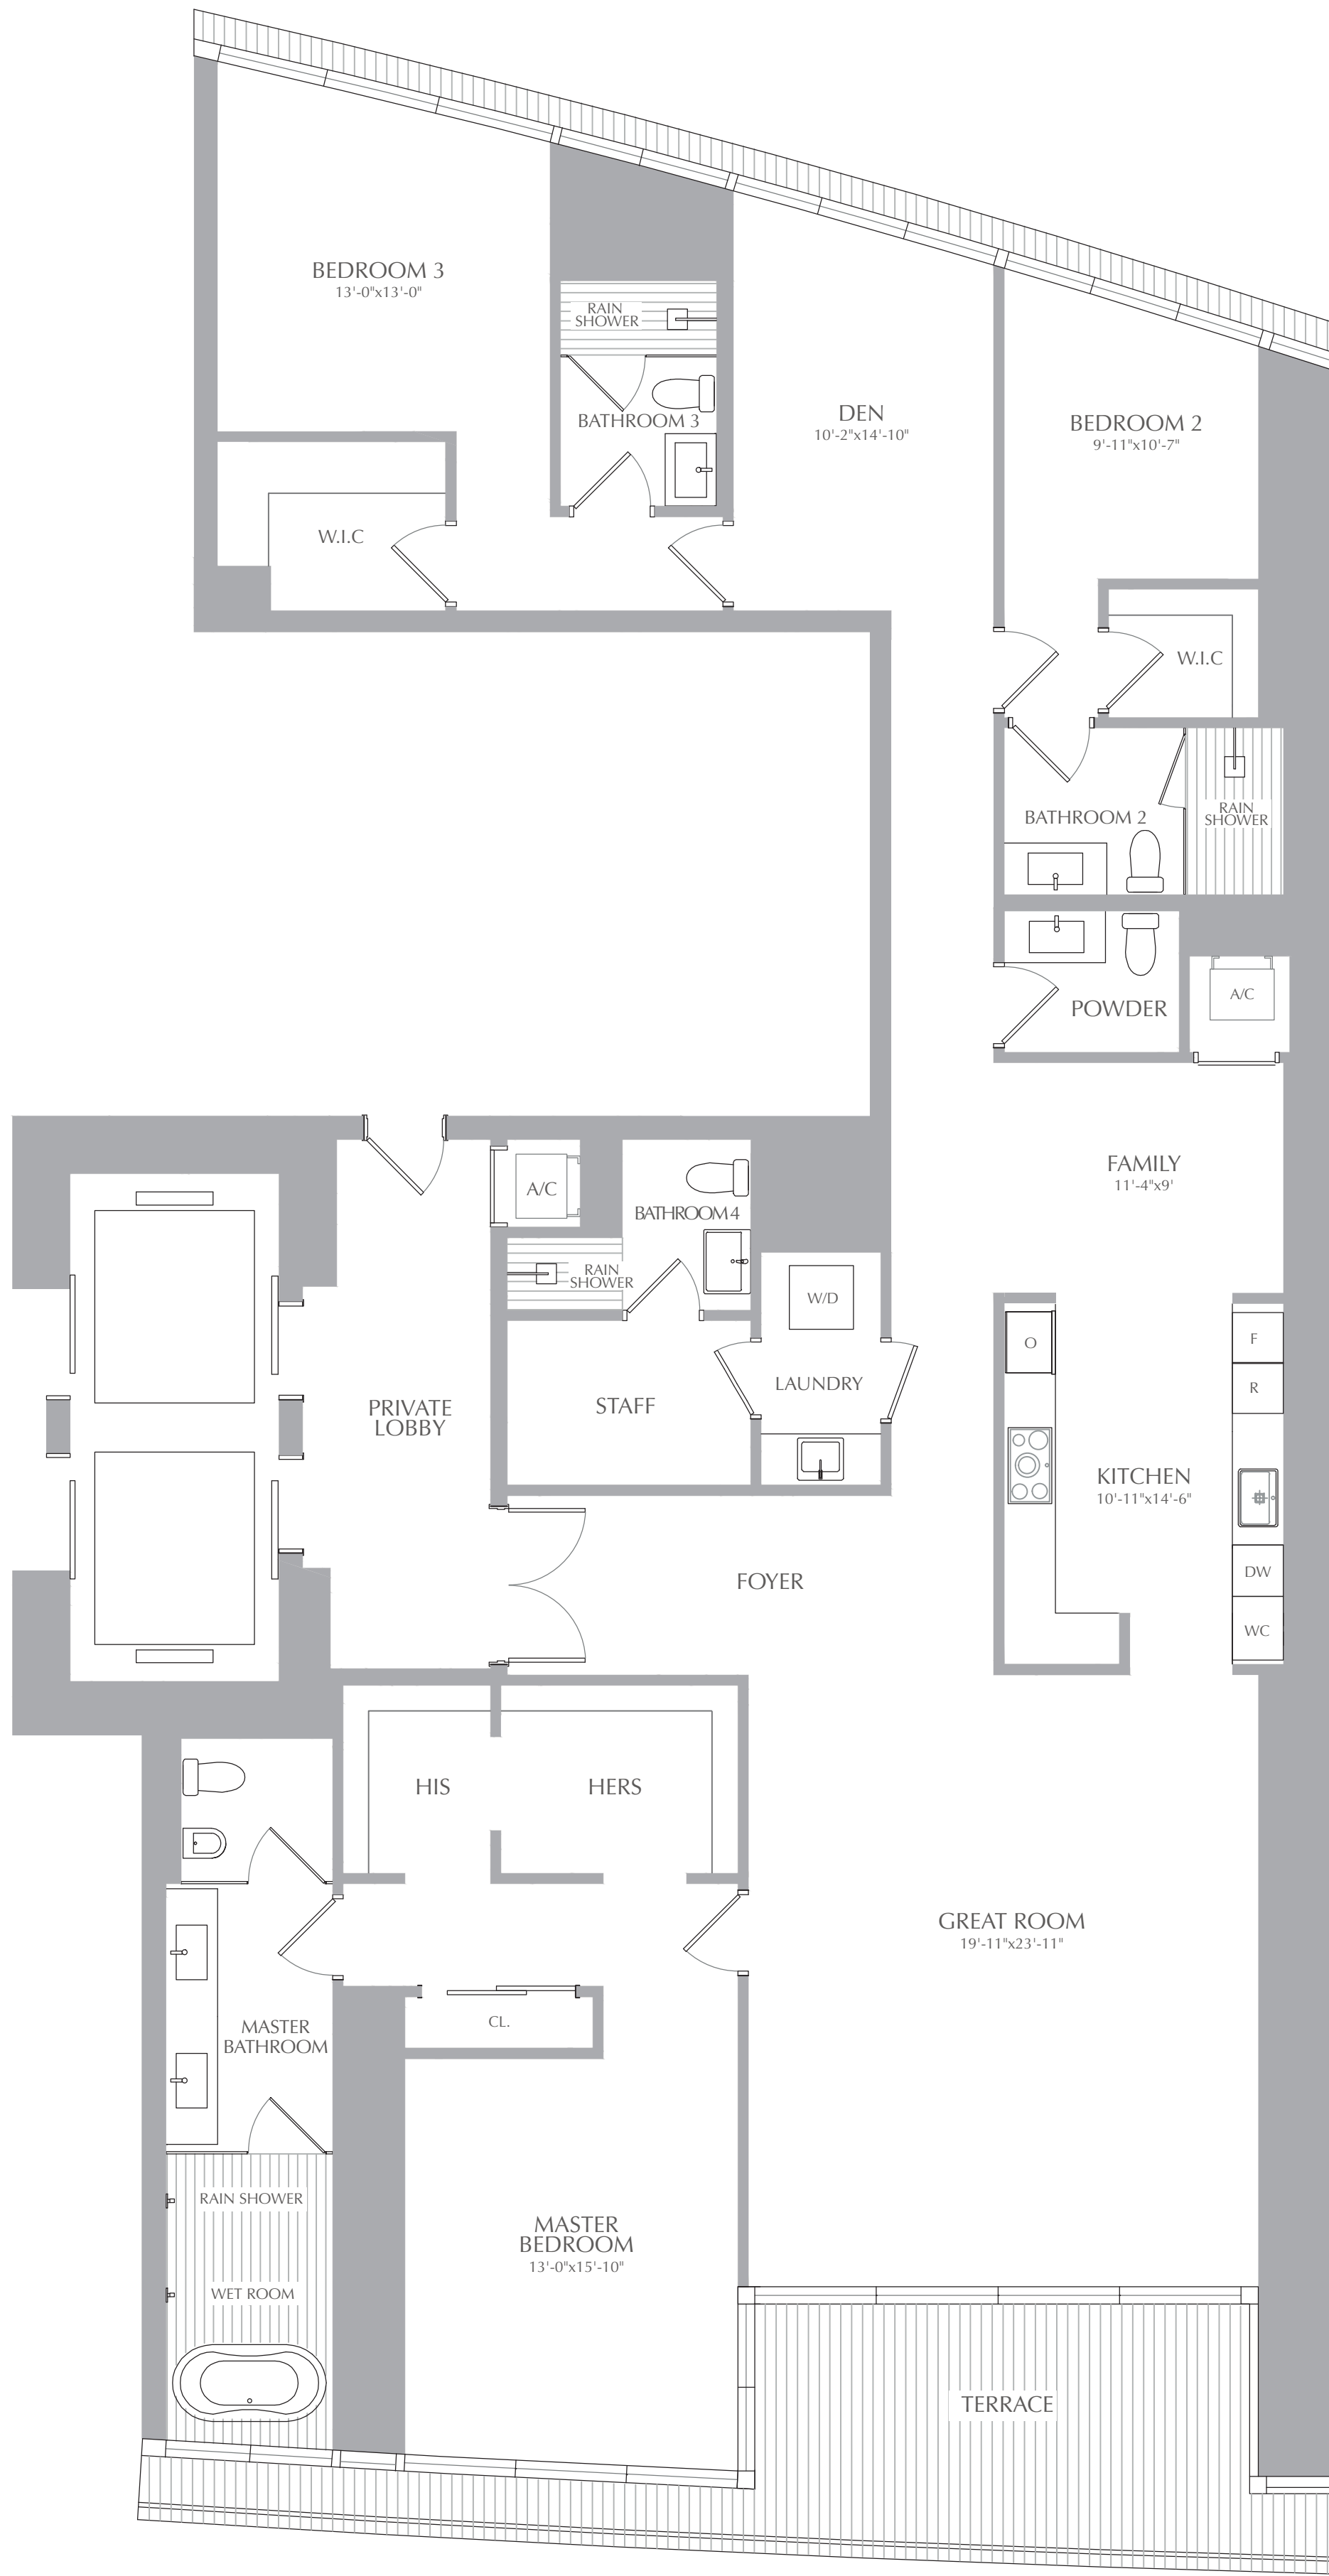 BEDROOM 3
13'-0"x13'-0"
RAIN
SHOWER
BATHROOM 3
DEN
10'-2"x14'-10"
BEDROOM 2
9'-11"x10'-7"
W.I.C
W.I.C
BATHROOM 2
RAIN
SHOWER
A/C
POWDER
FAMILY
11'-4"x9'
A/C
BATHROOM 4
RAIN
SHOWER
W/D
LAUNDRY
STAFF
PRIVATE
LOBBY
O
F
R
KITCHEN
10'-11"x14'-6"
DW
WC
FOYER
HIS
HERS
GREAT ROOM
19'-11"x23'-11"
CL.
MASTER
BATHROOM
RAIN SHOWER
WET ROOM
MASTER
BEDROOM
13'-0"x15'-10"
TERRACE